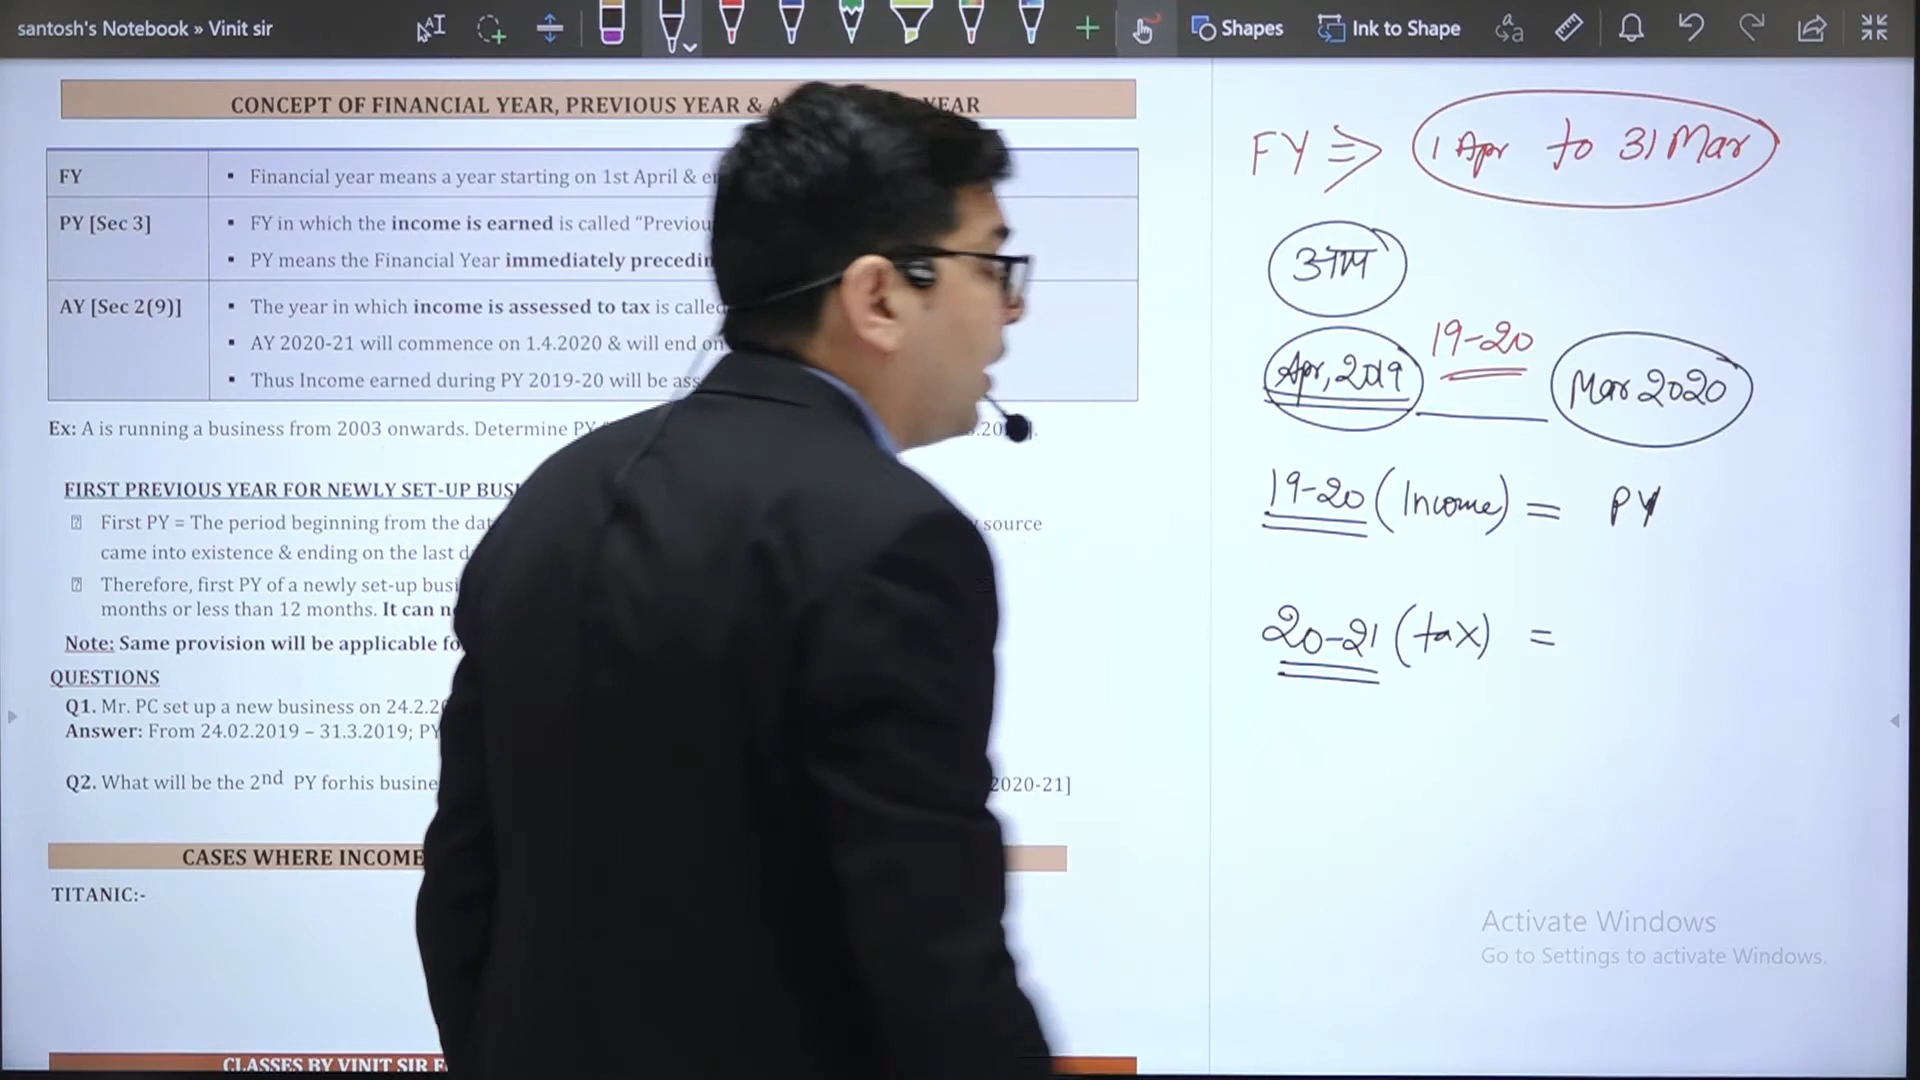 santosh's Notebook » Vinit sir
Shapes
Ink to Shape
CONCEPT OF FINANCIAL YEAR, PREVIOUS YEAR & A YEAR
FY
▪ Financial year means a year starting on 1st April &
PY [Sec 3]
▪ FY in which the income is earned is called “Previou
▪ PY means the Financial Year immediately precedin
AY [Sec 2(9)]
▪ The year in which income is assessed to tax is called
▪ AY 2020-21 will commence on 1.4.2020 & will end on
▪ Thus Income earned during PY 2019-20 will be ass
Ex: A is running a business from 2003 onwards. Determine PY
FIRST PREVIOUS YEAR FOR NEWLY SET-UP BUS
First PY = The period beginning from the dat source
came into existence & ending on the last d
Therefore, first PY of a newly set-up busi
months or less than 12 months. It can n
Note: Same provision will be applicable fo
QUESTIONS
Q1. Mr. PC set up a new business on 24.2.20
Answer: From 24.02.2019 – 31.3.2019; PY
Q2. What will be the 2nd PY forhis busine 2020-21]
CASES WHERE INCOME
TITANIC:-
CLASSES BY VINIT SIR F
FY ⇒ 1 Apr to 31 Mar
आय
Apr, 2019 19-20 Mar 2020
19-20 (Income) = PY
20-21 (tax) =
Activate Windows
Go to Settings to activate Windows.